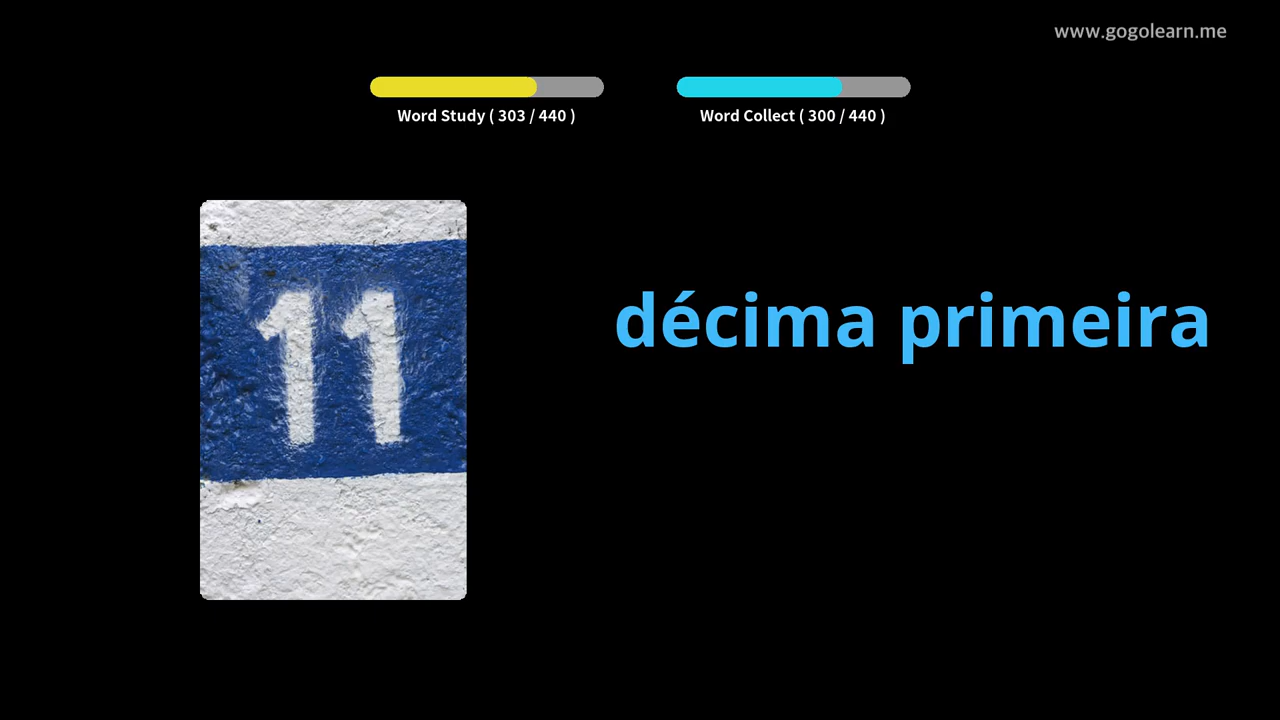 www.gogolearn.me
Word Study ( 303 / 440 )
Word Collect ( 300 / 440 )
11
décima primeira